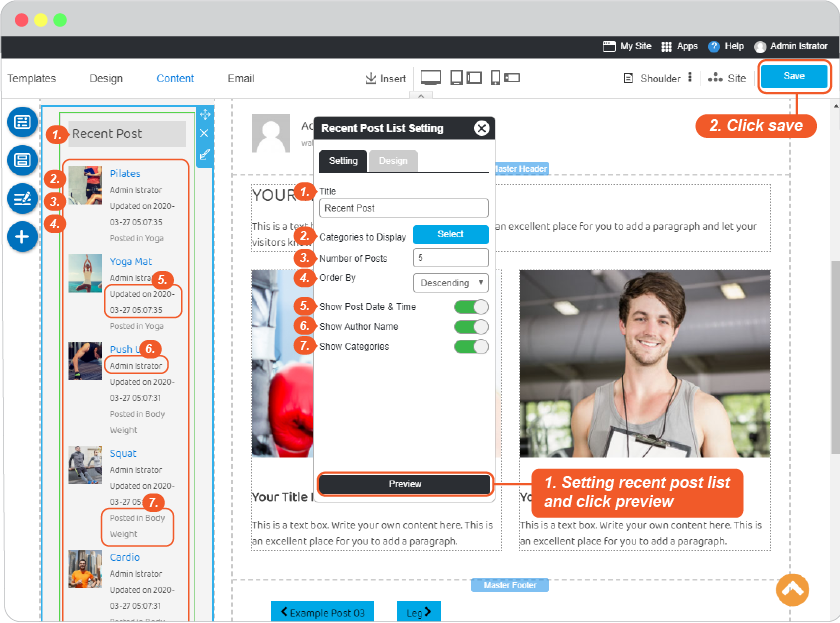 My Site Apps ? Help Admin Istrator
Templates Design Content Email Insert Shoulder Site Save
2. Click save
1. Recent Post
2.
3.
4.
Pilates
Admin Istrator
Updated on 2020-
03-27 05:07:35
Posted in Yoga
Yoga Mat
Admin Istra
5.
Updated on 2020-
03-27 05:07:35
Posted in Yoga
Push U
6.
Admin Istrator
Updated on 2020-
03-27 05:07:31
Posted in Body
Weight
Squat
Admin Istrator
Updated on 2020-
03-27 05
7.
Posted in Body
Weight
Cardio
Admin Istrator
Updated on 2020-
03-27 05:07:31
Posted in Body
Recent Post List Setting
Setting Design
1. Title
Recent Post
2. Categories to Display Select
3. Number of Posts 5
4. Order By Descending
5. Show Post Date & Time
6. Show Author Name
7. Show Categories
Preview
1. Setting recent post list
and click preview
Master Header
YOUR
This is a text b
an excellent place for you to add a paragraph and let your
visitors kn
Your Title
This is a text box. Write your own content here. This is
an excellent place for you to add a paragraph.
Yo
This is a text box. Write your own content here. This is
an excellent place for you to add a paragraph.
Master Footer
Example Post 03 Leg